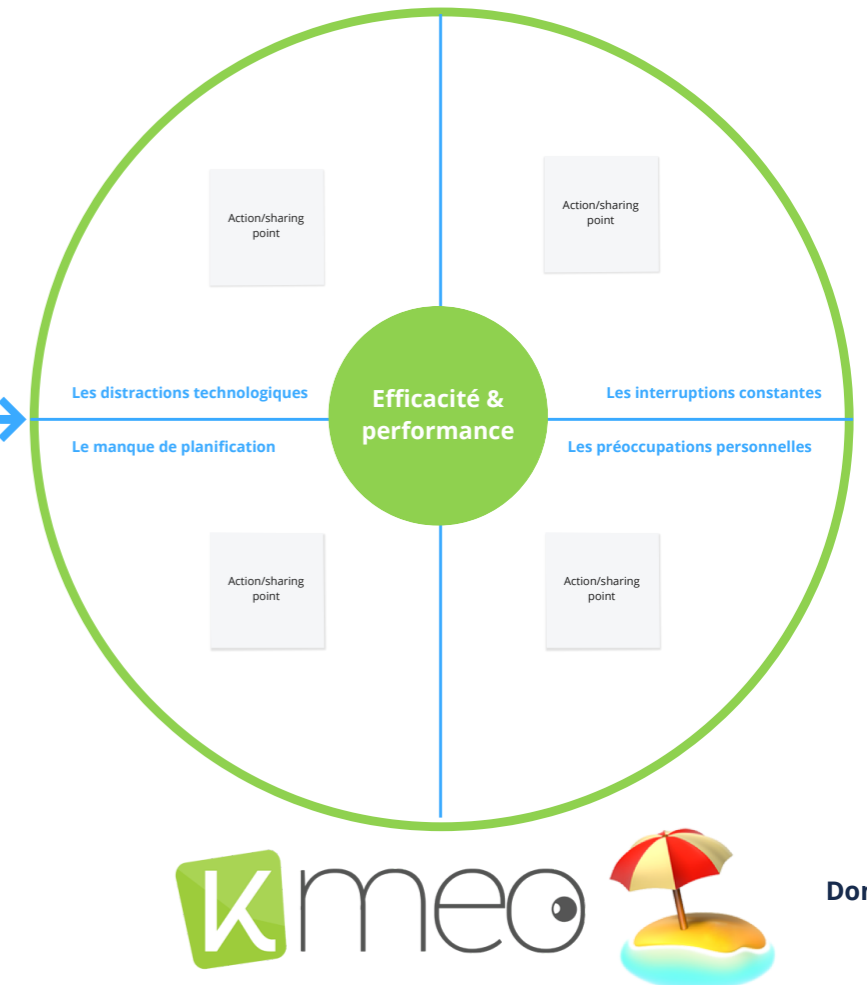 Action/sharing
point
Action/sharing
point
Les distractions technologiques
Efficacité &
performance
Les interruptions constantes
Le manque de planification
Les préoccupations personnelles
Action/sharing
point
Action/sharing
point
Kmeo